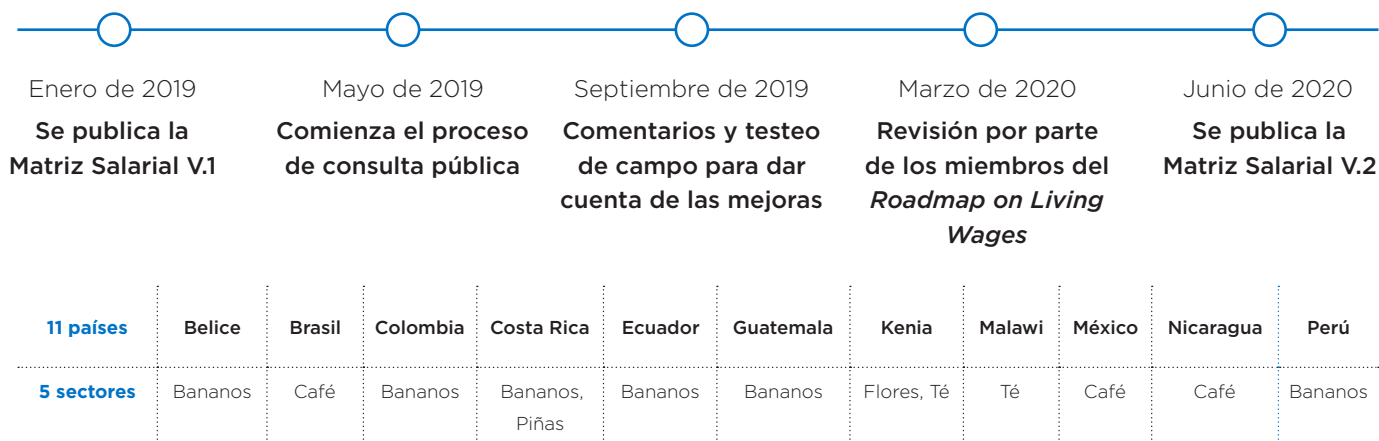 Enero de 2019
Se publica la
Matriz Salarial V.1
Mayo de 2019
Comienza el proceso
de consulta pública
Septiembre de 2019
Comentarios y testeo
de campo para dar
cuenta de las mejoras
Marzo de 2020
Revisión por parte
de los miembros del
Roadmap on Living
Wages
Junio de 2020
Se publica la
Matriz Salarial V.2
11 países Belice Brasil Colombia Costa Rica Ecuador Guatemala Kenia Malawi México Nicaragua Perú
5 sectores Bananos Café Bananos Bananos, Bananos Bananos Flores, Té Té Café Café Bananos
Piñas